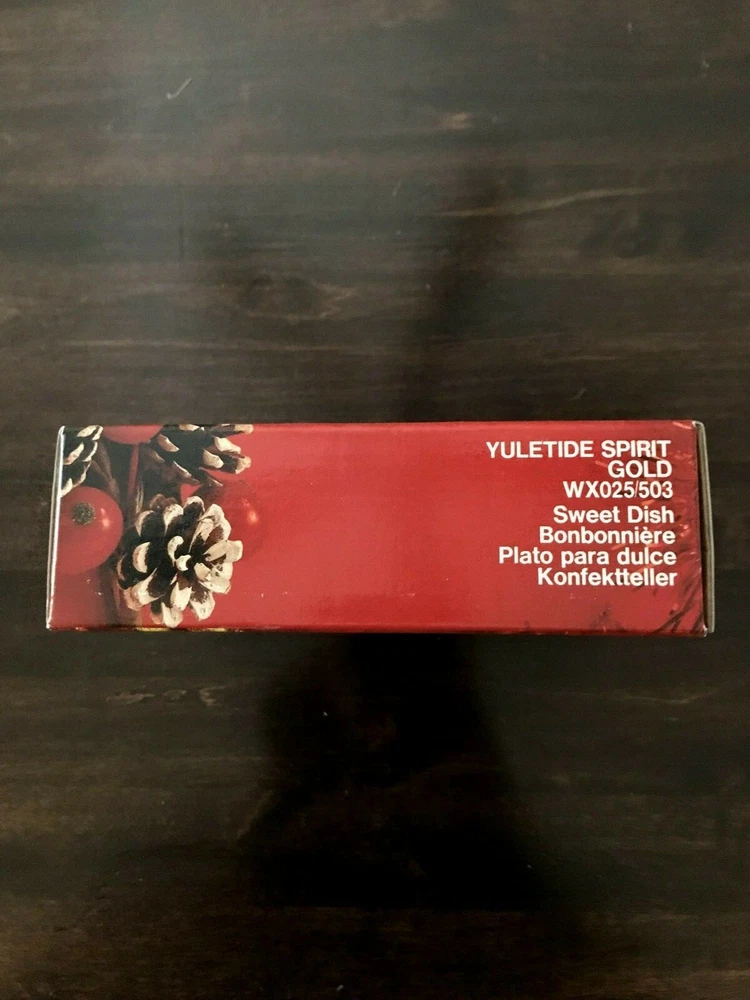 YULETIDE SPIRIT
GOLD
WX025/503
Sweet Dish
Bonbonnière
Plato para dulce
Konfektteller